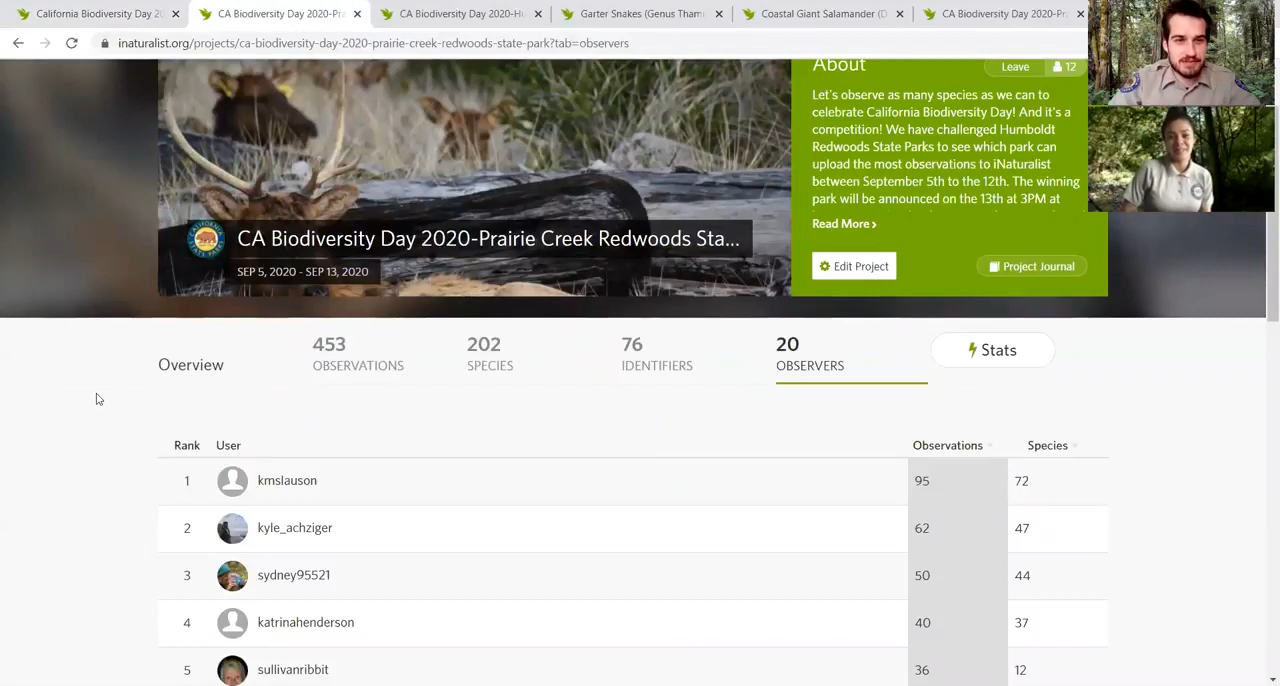 California Biodiversity Day 20
CA Biodiversity Day 2020-Pra
CA Biodiversity Day 2020-Hu
Garter Snakes (Genus Tham
Coastal Giant Salamander (D
CA Biodiversity Day 2020-Pra
inaturalist.org/projects/ca-biodiversity-day-2020-prairie-creek-redwoods-state-park?tab=observers
About
Leave
12
Let's observe as many species as we can to
celebrate California Biodiversity Day! And it's a
competition! We have challenged Humboldt
Redwoods State Parks to see which park can
upload the most observations to iNaturalist
between September 5th to the 12th. The winning
park will be announced on the 13th at 3PM at
Read More ›
Edit Project
Project Journal
CA Biodiversity Day 2020-Prairie Creek Redwoods Sta...
SEP 5, 2020 - SEP 13, 2020
Overview
453
OBSERVATIONS
202
SPECIES
76
IDENTIFIERS
20
OBSERVERS
Stats
Rank User Observations Species
1 kmslauson 95 72
2 kyle_achziger 62 47
3 sydney95521 50 44
4 katrinahenderson 40 37
5 sullivanribbit 36 12